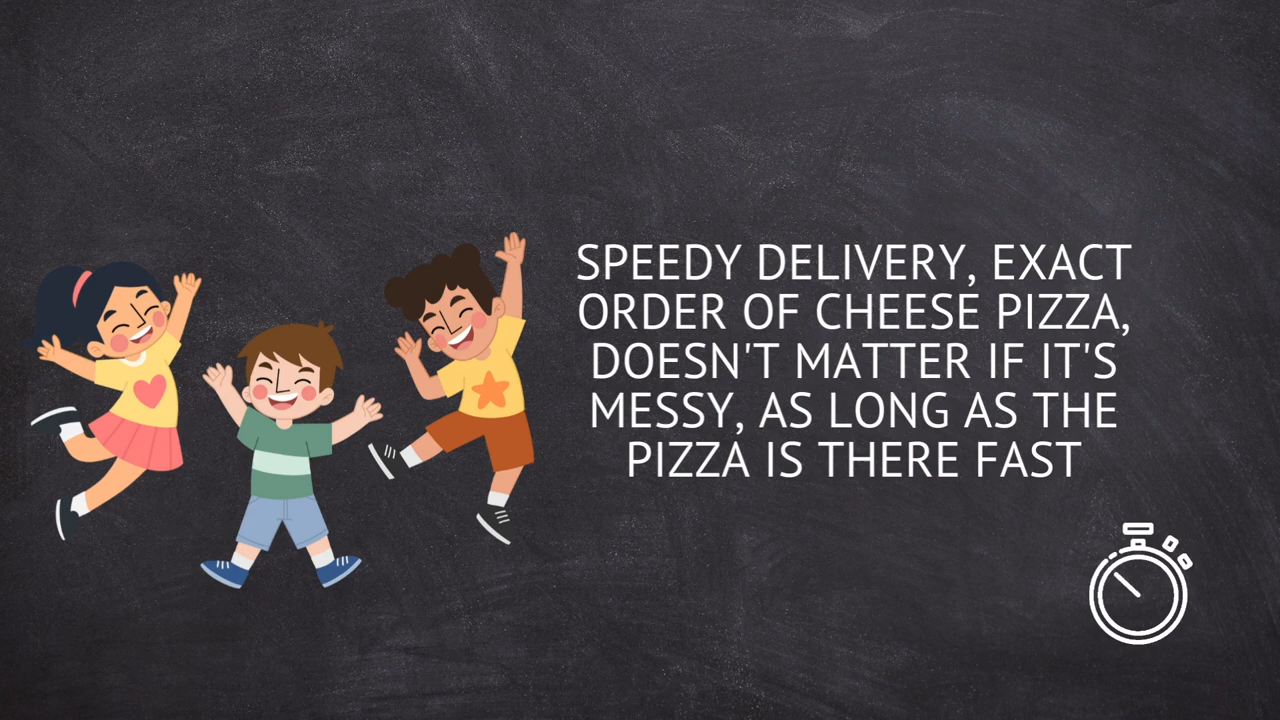 SPEEDY DELIVERY, EXACT
ORDER OF CHEESE PIZZA,
DOESN'T MATTER IF IT'S
MESSY, AS LONG AS THE
PIZZA IS THERE FAST